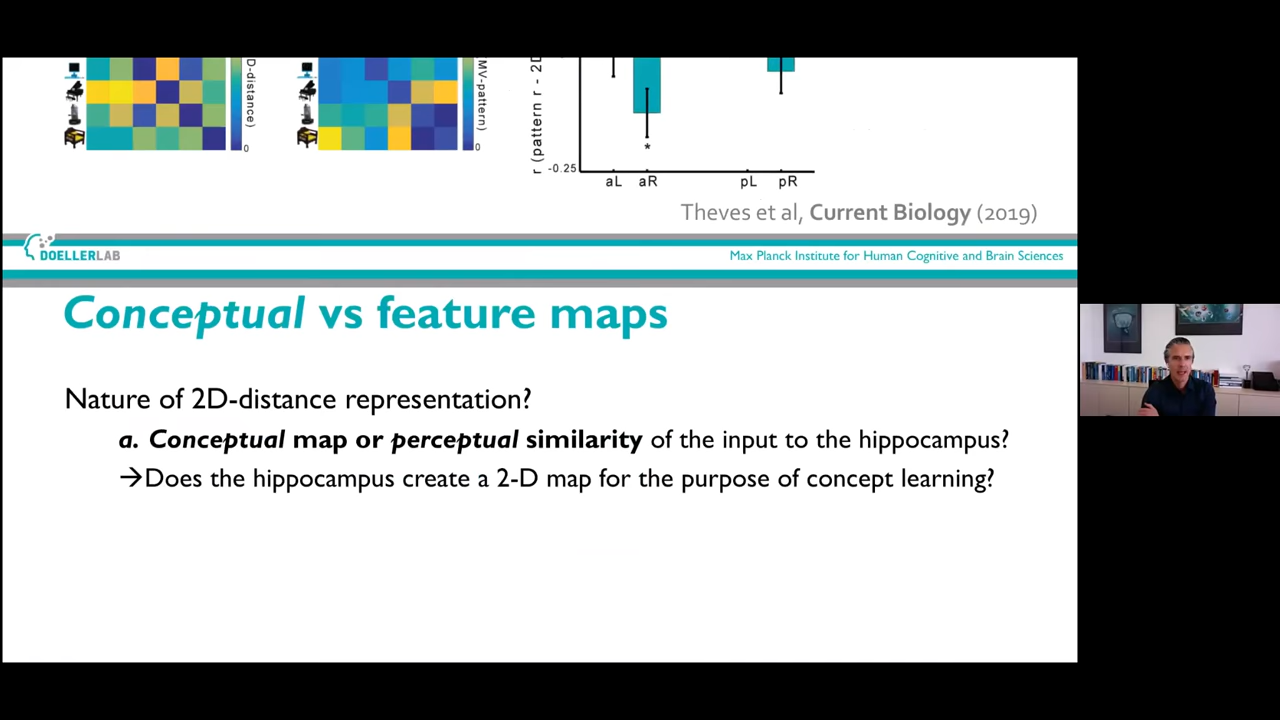 D-distance)
0
MV-pattern)
0
r (pattern r - 2D
-0.25
*
aL aR pL pR
Theves et al, Current Biology (2019)
DOELLERLAB
Max Planck Institute for Human Cognitive and Brain Sciences
Conceptual vs feature maps
Nature of 2D-distance representation?
a. Conceptual map or perceptual similarity of the input to the hippocampus?
→Does the hippocampus create a 2-D map for the purpose of concept learning?